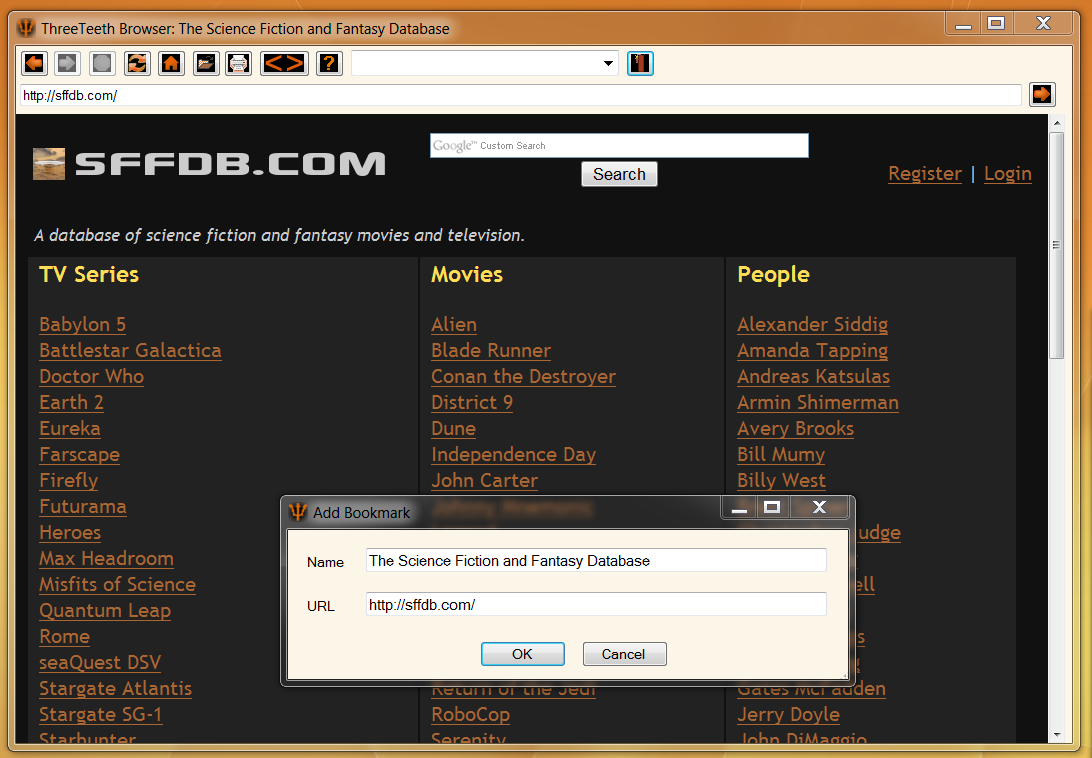 ThreeTeeth Browser: The Science Fiction and Fantasy Database
http://sffdb.com/
SFFDB.COM
Google™ Custom Search
Search
Register | Login
A database of science fiction and fantasy movies and television.
TV Series
Babylon 5
Battlestar Galactica
Doctor Who
Earth 2
Eureka
Farscape
Firefly
Futurama
Heroes
Max Headroom
Misfits of Science
Quantum Leap
Rome
seaQuest DSV
Stargate Atlantis
Stargate SG-1
Starhunter
Movies
Alien
Blade Runner
Conan the Destroyer
District 9
Dune
Independence Day
John Carter
Johnny Mnemonic
Return of the Jedi
RoboCop
Serenity
People
Alexander Siddig
Amanda Tapping
Andreas Katsulas
Armin Shimerman
Avery Brooks
Bill Mumy
Billy West
udge
ell
s
g
Gates McFadden
Jerry Doyle
John DiMaggio
Add Bookmark
Name
The Science Fiction and Fantasy Database
URL
http://sffdb.com/
OK
Cancel